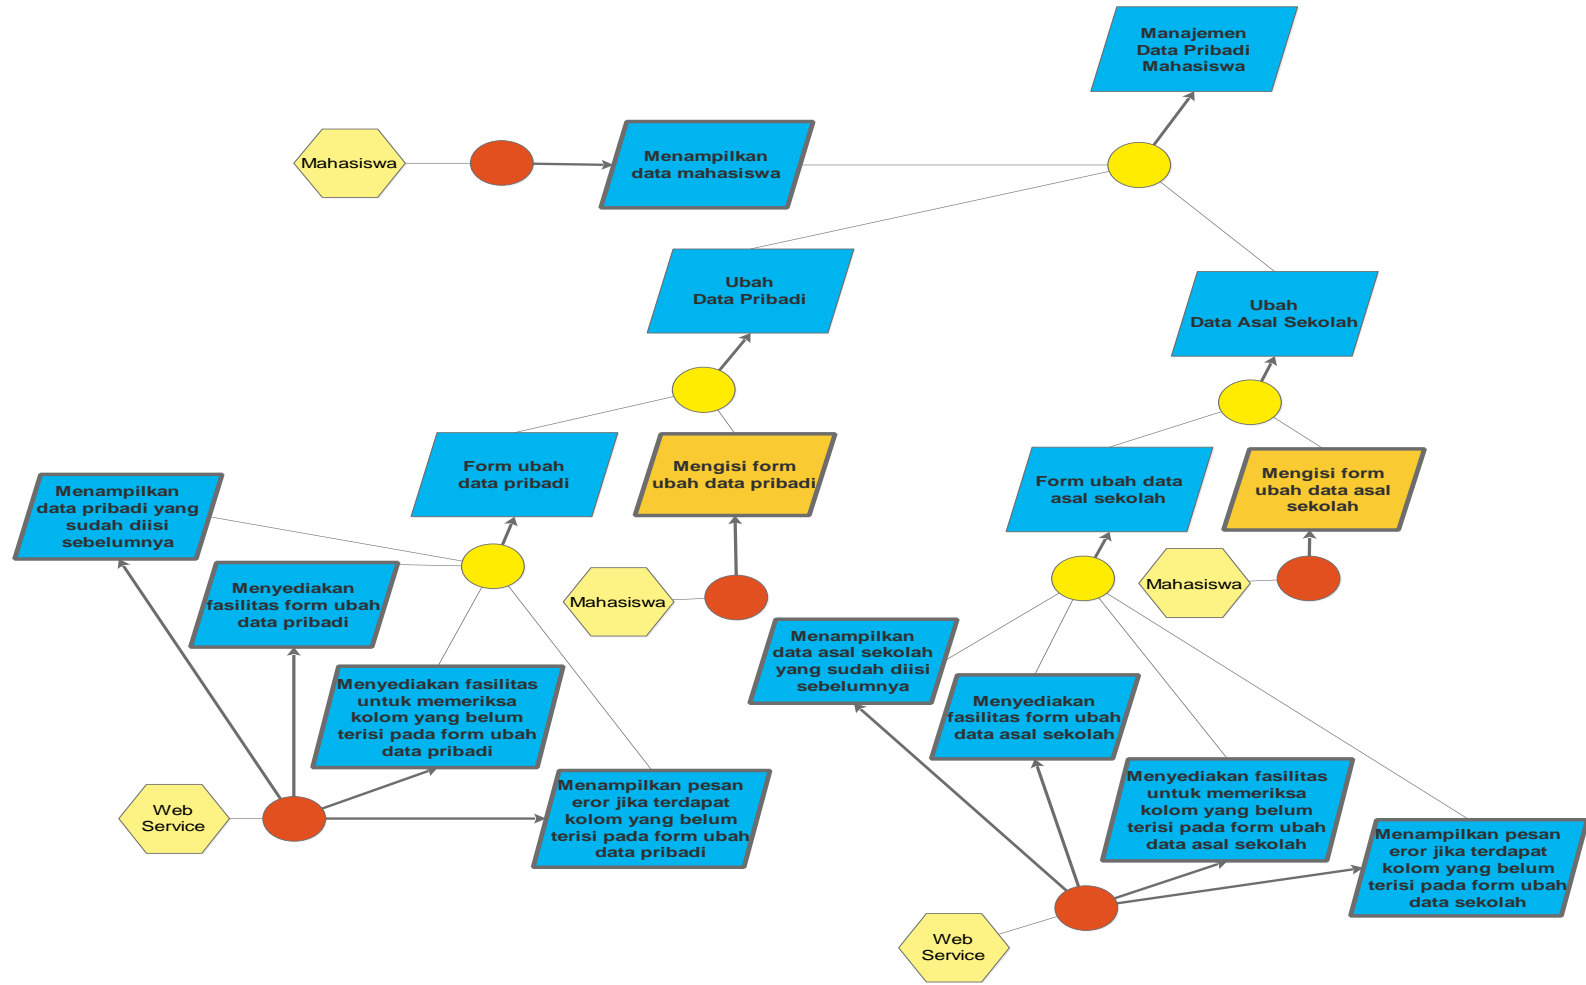 Manajemen
Data Pribadi
Mahasiswa
Mahasiswa
Menampilkan
data mahasiswa
Ubah
Data Pribadi
Ubah
Data Asal Sekolah
Form ubah
data pribadi
Mengisi form
ubah data pribadi
Form ubah data
asal sekolah
Mengisi form
ubah data asal
sekolah
Menampilkan
data pribadi yang
sudah diisi
sebelumnya
Menyediakan
fasilitas form ubah
data pribadi
Mahasiswa
Mahasiswa
Menampilkan
data asal sekolah
yang sudah diisi
sebelumnya
Menyediakan fasilitas
untuk memeriksa
kolom yang belum
terisi pada form ubah
data pribadi
Menyediakan
fasilitas form ubah
data asal sekolah
Web
Service
Menampilkan pesan
eror jika terdapat
kolom yang belum
terisi pada form ubah
data pribadi
Menyediakan fasilitas
untuk memeriksa
kolom yang belum
terisi pada form ubah
data asal sekolah
Menampilkan pesan
eror jika terdapat
kolom yang belum
terisi pada form ubah
data sekolah
Web
Service